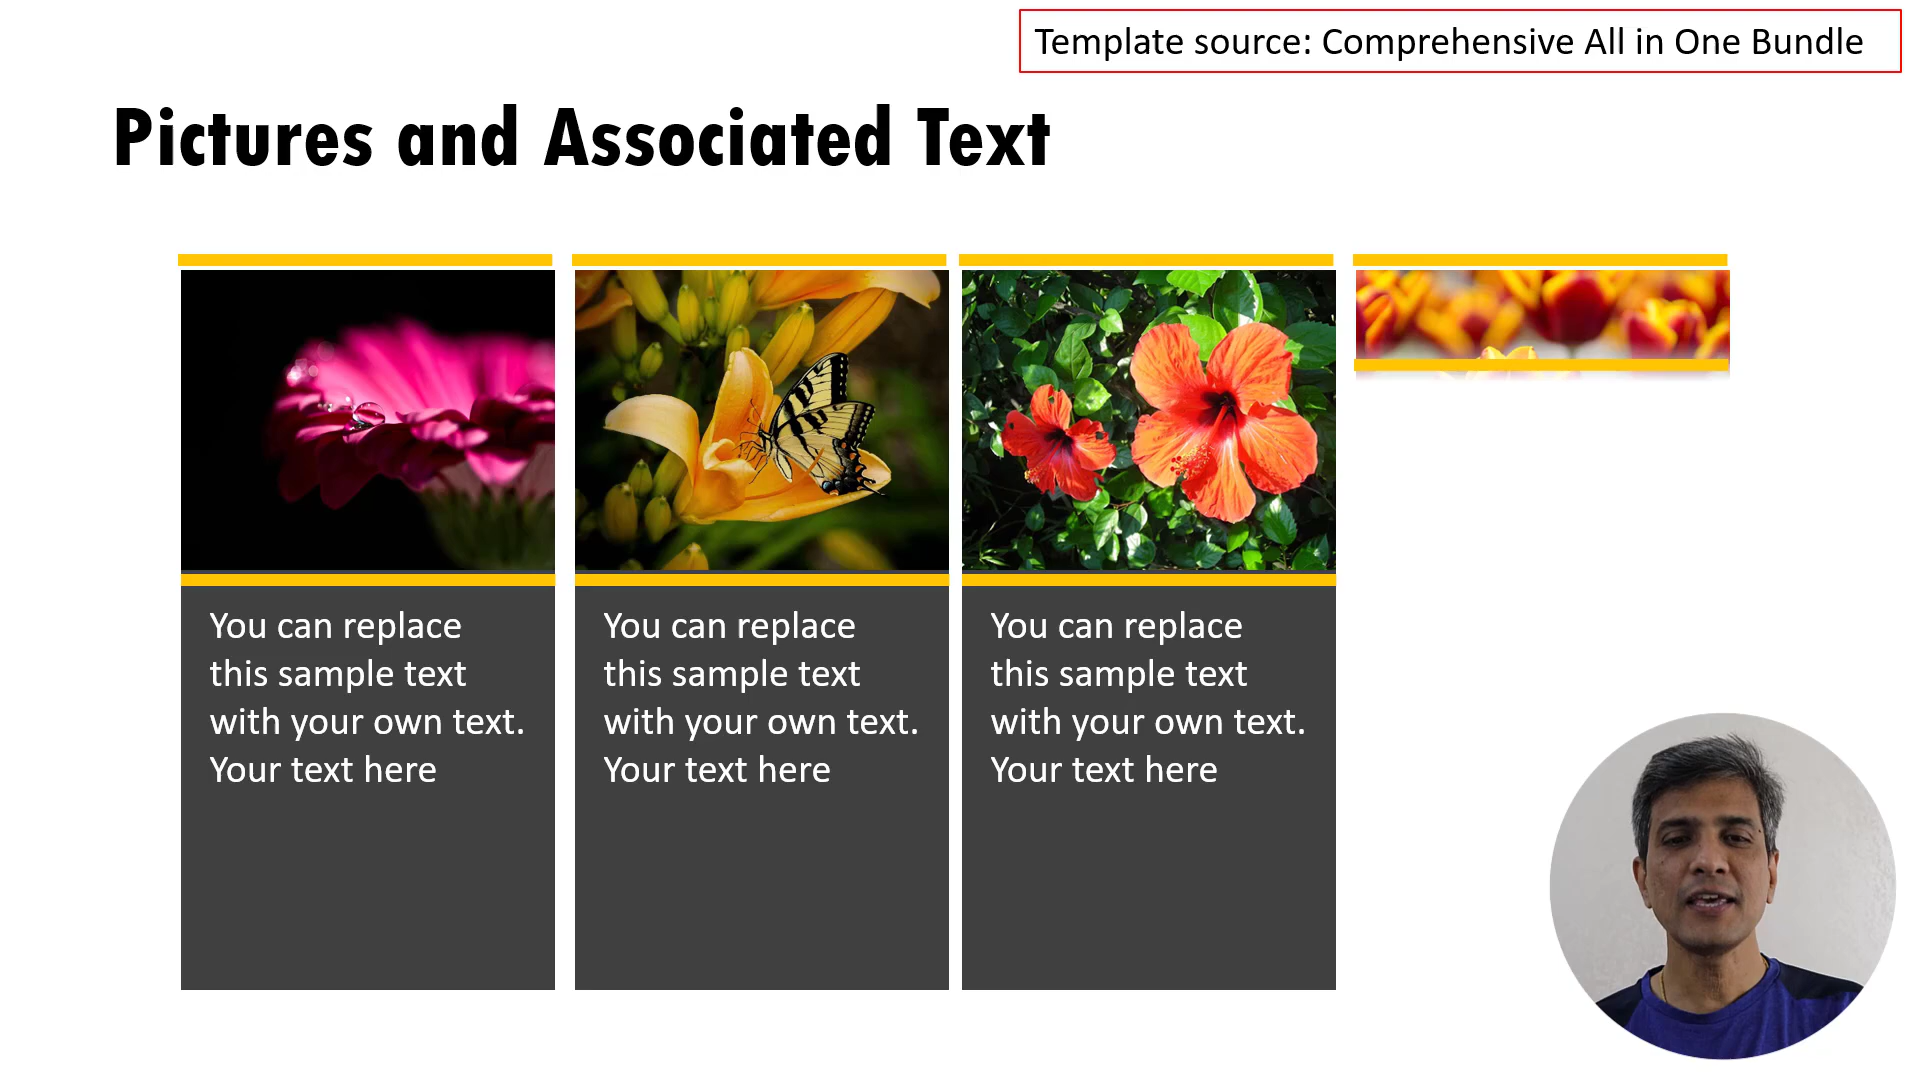 Template source: Comprehensive All in One Bundle
Pictures and Associated Text
You can replace
this sample text
with your own text.
Your text here
You can replace
this sample text
with your own text.
Your text here
You can replace
this sample text
with your own text.
Your text here